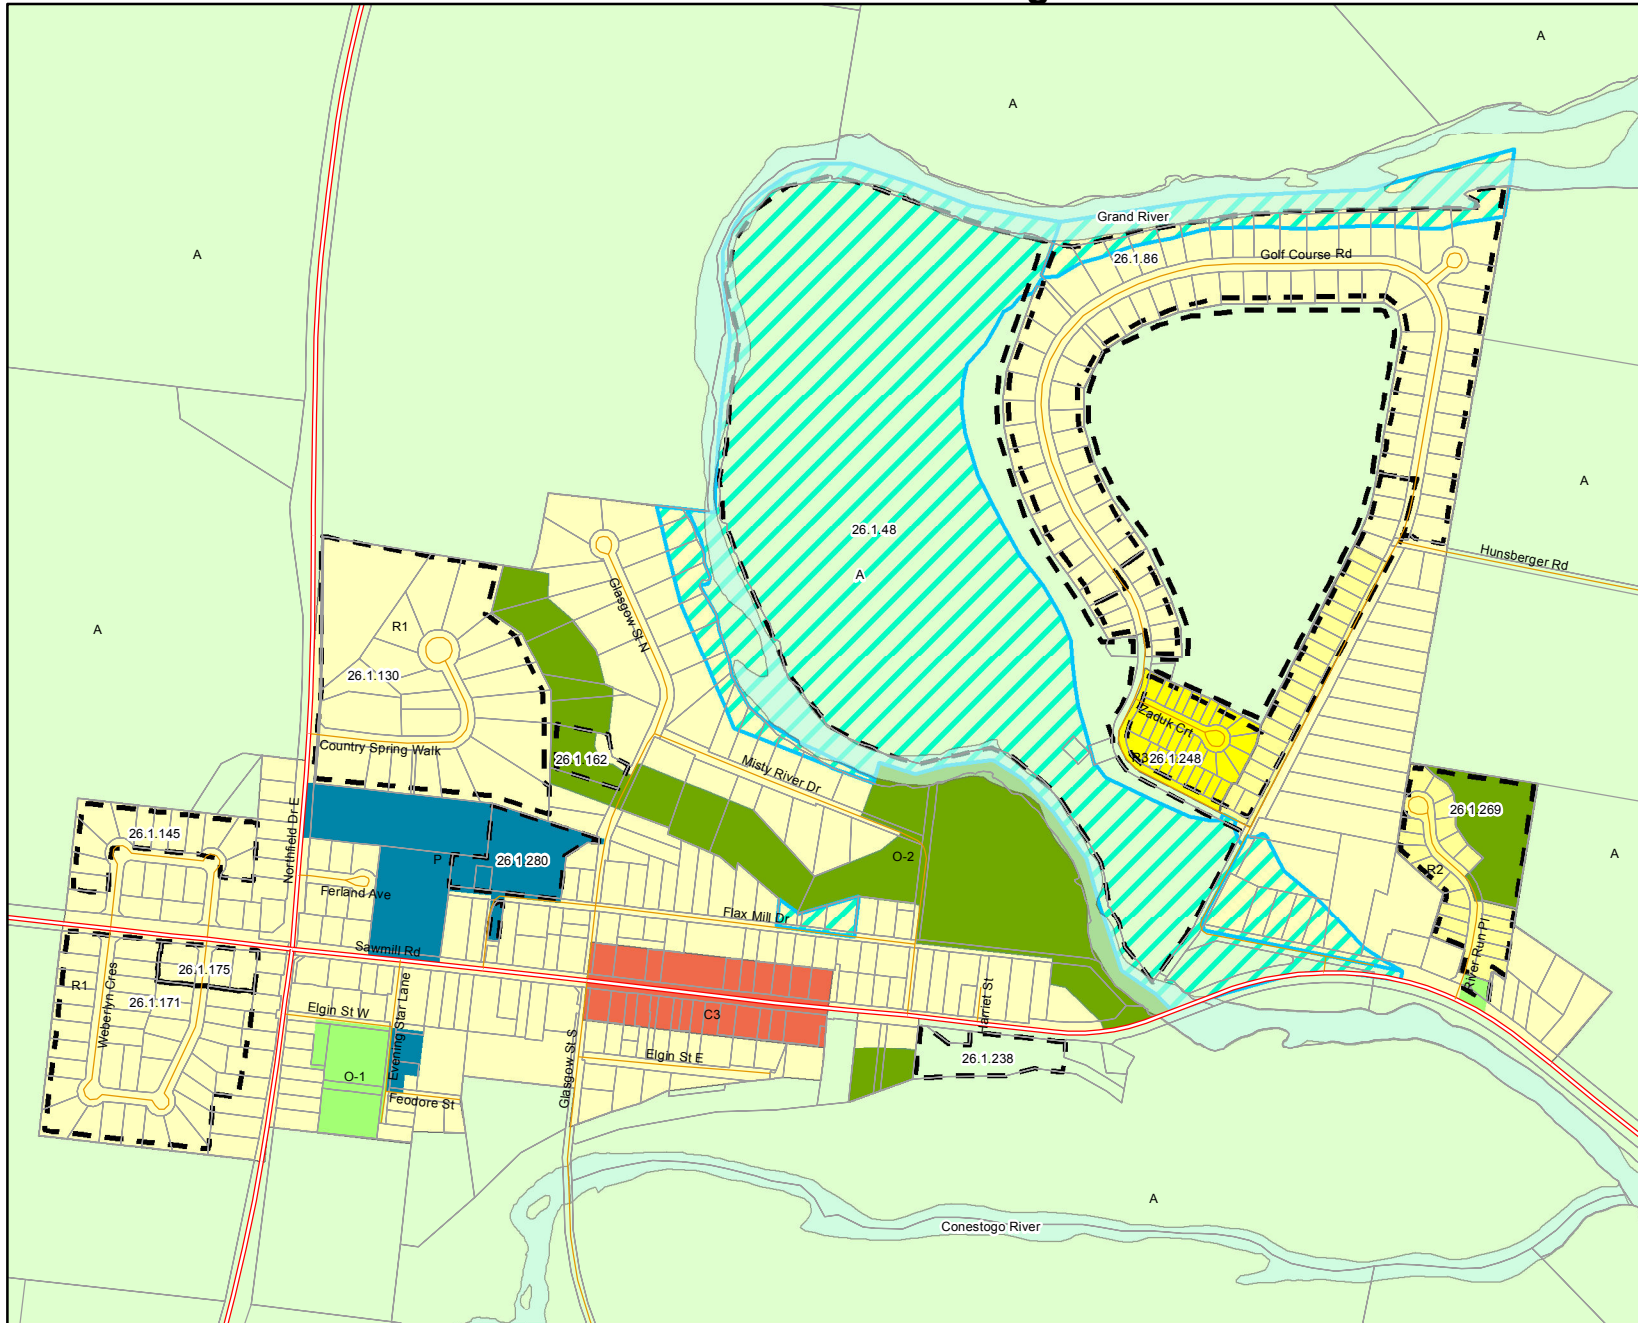 A
A
Grand River
A
26.1.86
Golf Course Rd
A
26.1.48
A
Hunsberger Rd
Glasgow St N
A
R1
26.1.130
Zaduk Crt
Country Spring Walk
26 1 162
R3
26.1.248
Misty River Dr
26.1.145
Northfield Dr E
26 1 269
P
26 1 280
O-2
A
R2
Ferland Ave
Flax Mill Dr
Sawmill Rd
River Run Pl
26.1.175
R1
26.1.171
Weberlyn Cres
Evening Star Lane
Elgin St W
C3
Harriet St
Elgin St E
26.1.238
O-1
Glasgow St S
Feodore St
A
Conestogo River